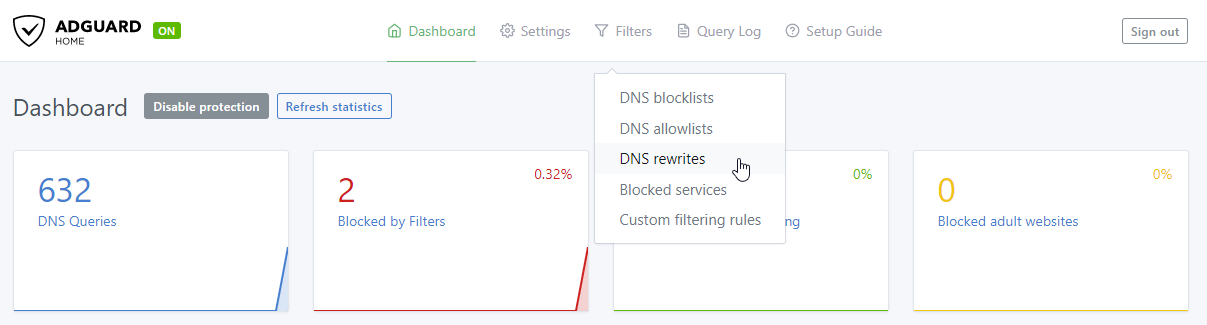 ADGUARD
HOME
ON
Dashboard
Settings
Filters
Query Log
Setup Guide
Sign out
Dashboard
Disable protection
Refresh statistics
DNS blocklists
DNS allowlists
DNS rewrites
Blocked services
Custom filtering rules
632
DNS Queries
2
0.32%
Blocked by Filters
0%
0
0%
Blocked adult websites